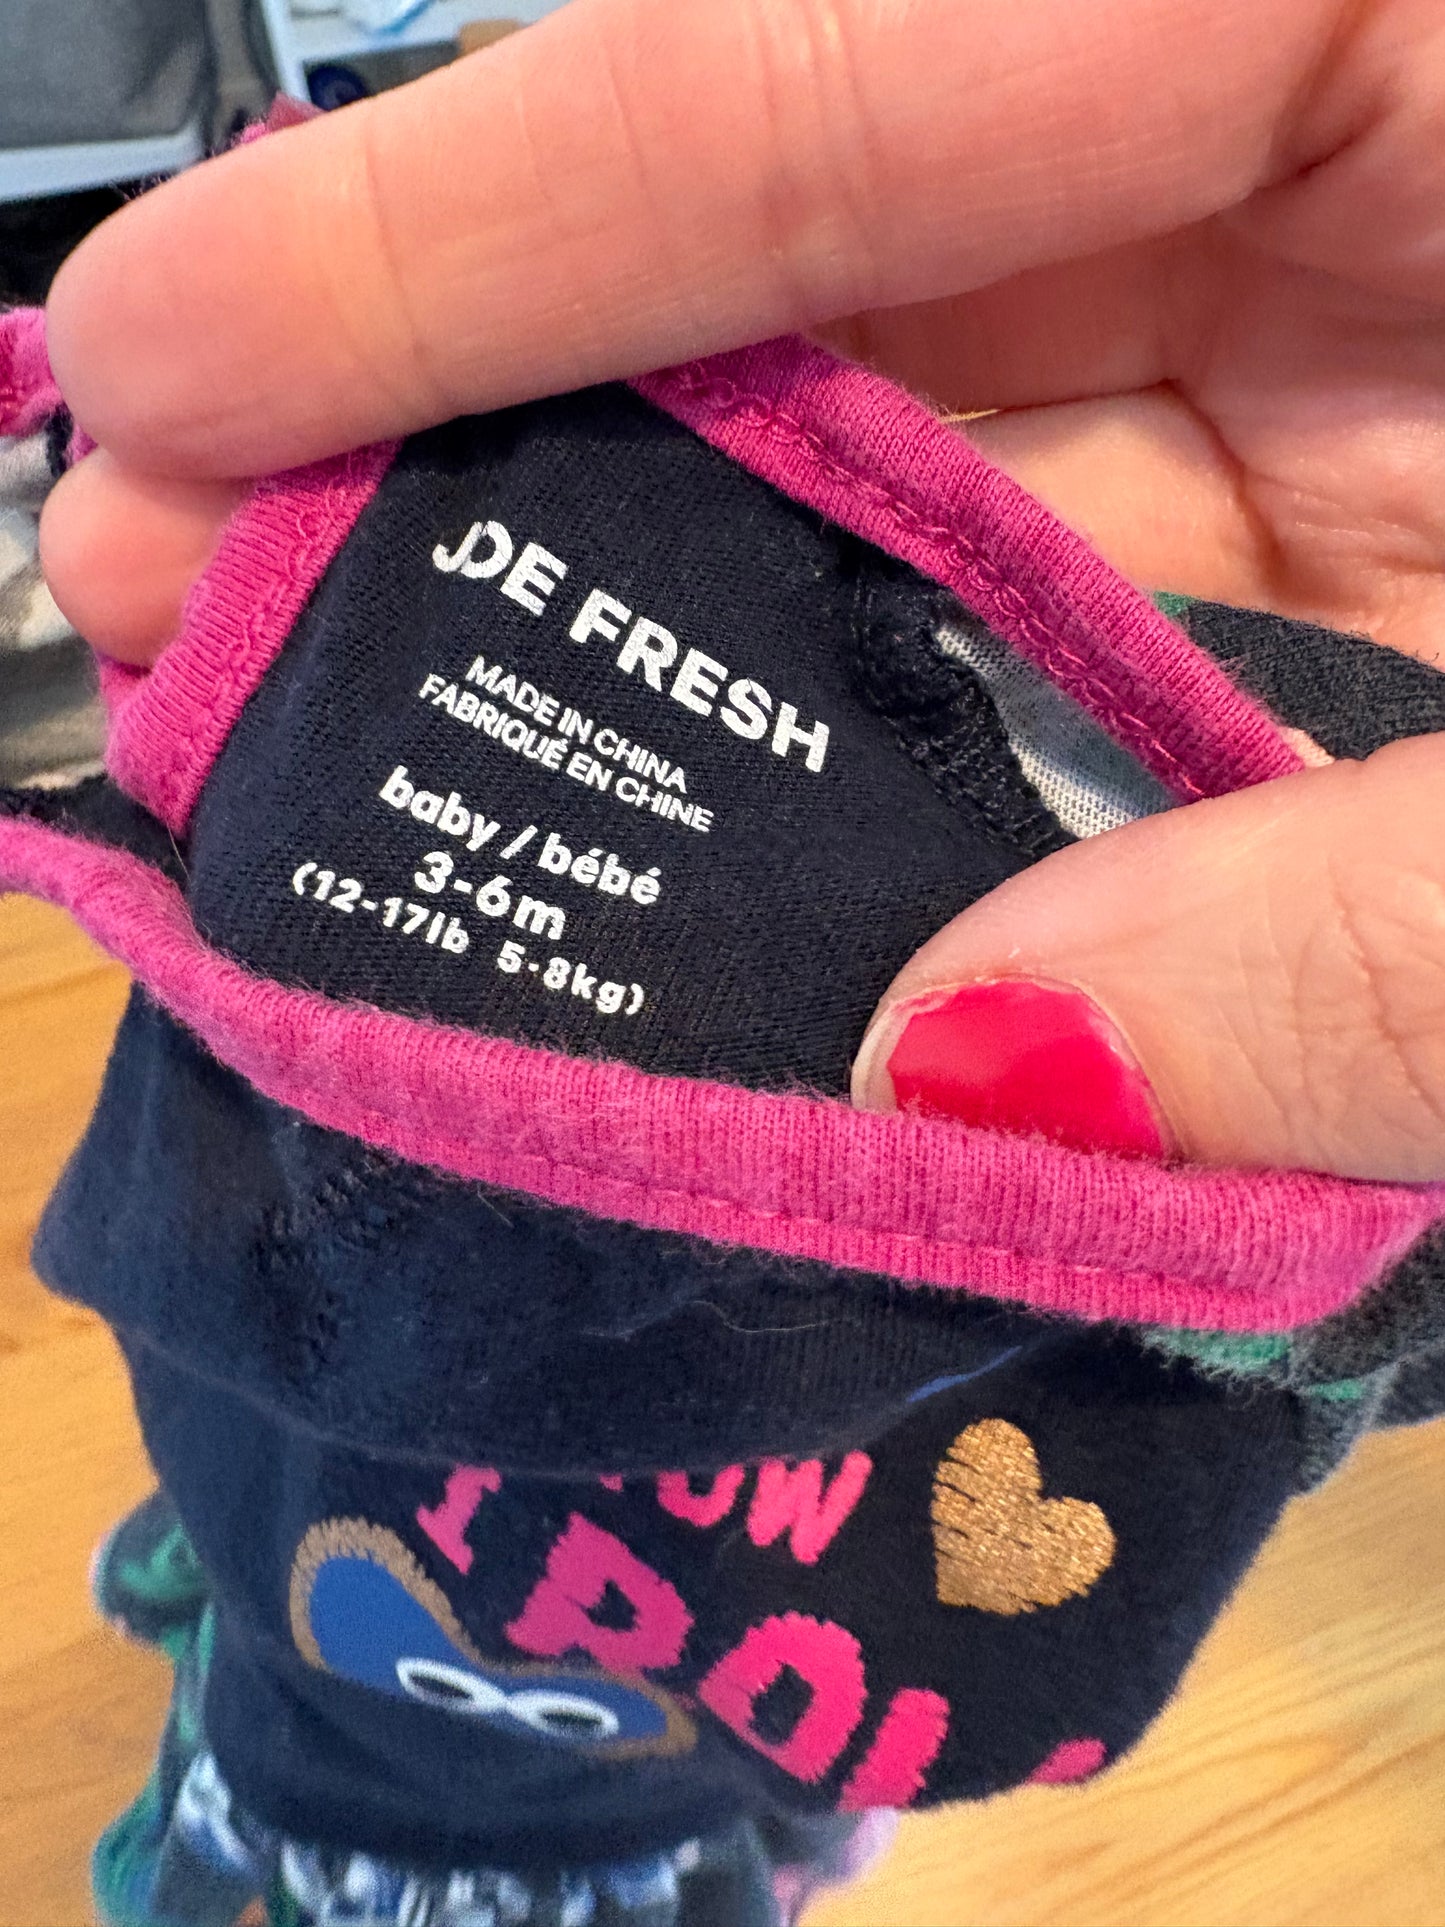 JOE FRESH
MADE IN CHINA
FABRIQUÉ EN CHINE
baby / bébé
3-6m
(12-17lb 5-8kg)
I